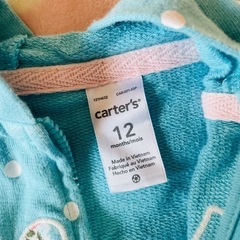 carter's®
12
months/mois
Made in Vietnam
Fabriqué au Vietnam
Hecho en Vietnam